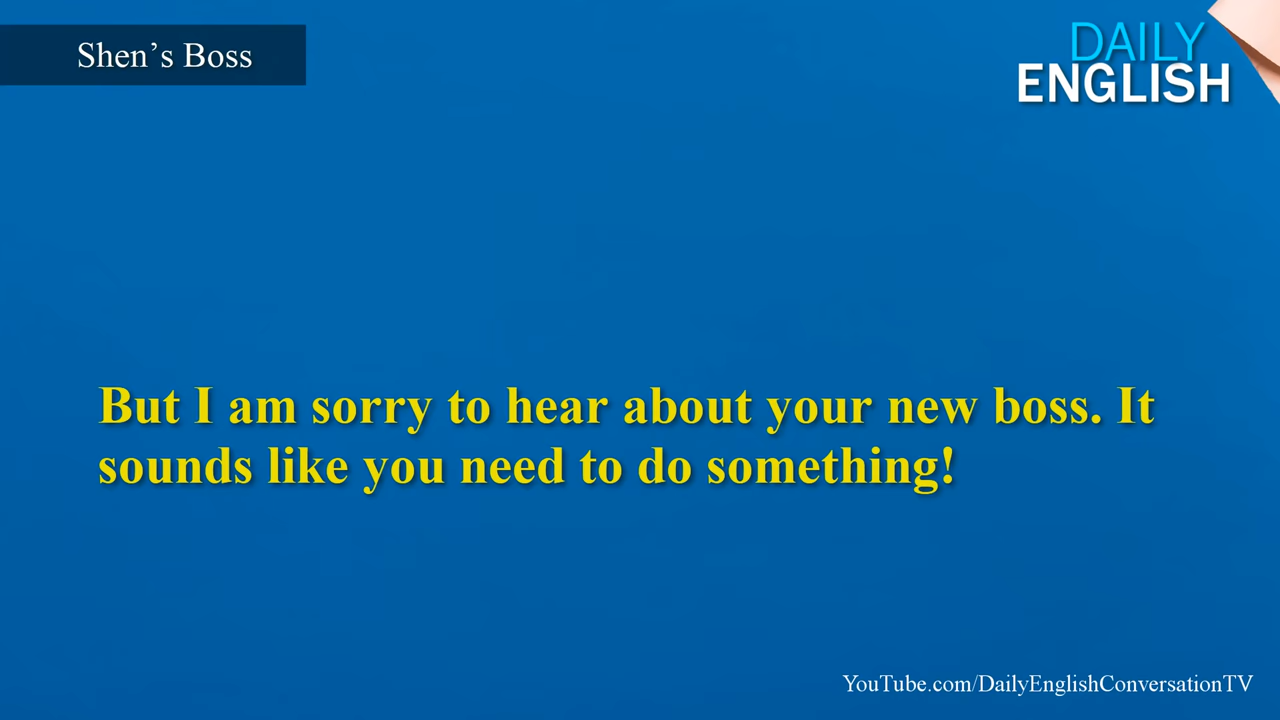 Shen’s Boss
DAILY
ENGLISH
But I am sorry to hear about your new boss. It
sounds like you need to do something!
YouTube.com/DailyEnglishConversationTV